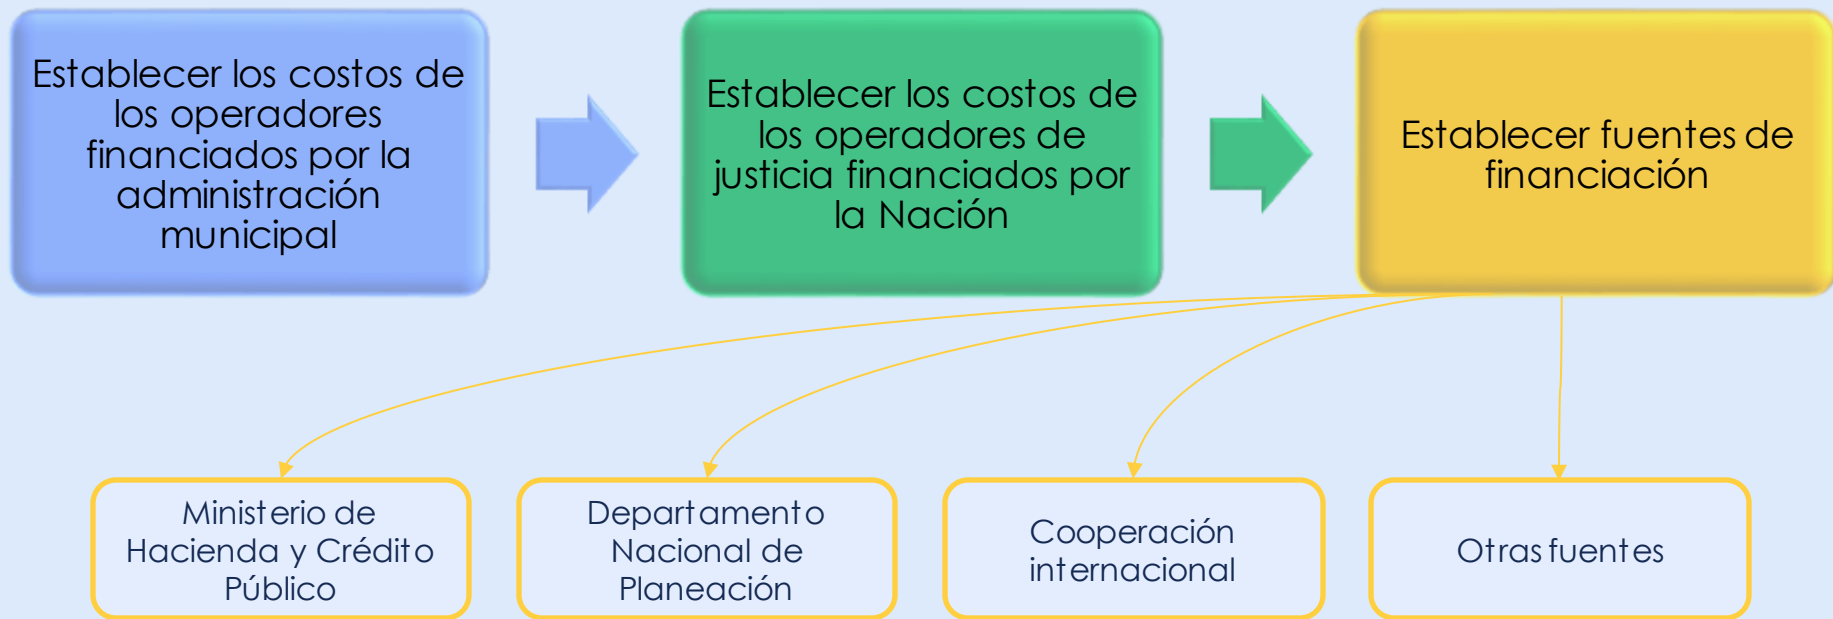 Establecer los costos de
los operadores
financiados por la
administración
municipal
Establecer los costos de
los operadores de
justicia financiados por
la Nación
Establecer fuentes de
financiación
Ministerio de
Hacienda y Crédito
Público
Departamento
Nacional de
Planeación
Cooperación
internacional
Otras fuentes